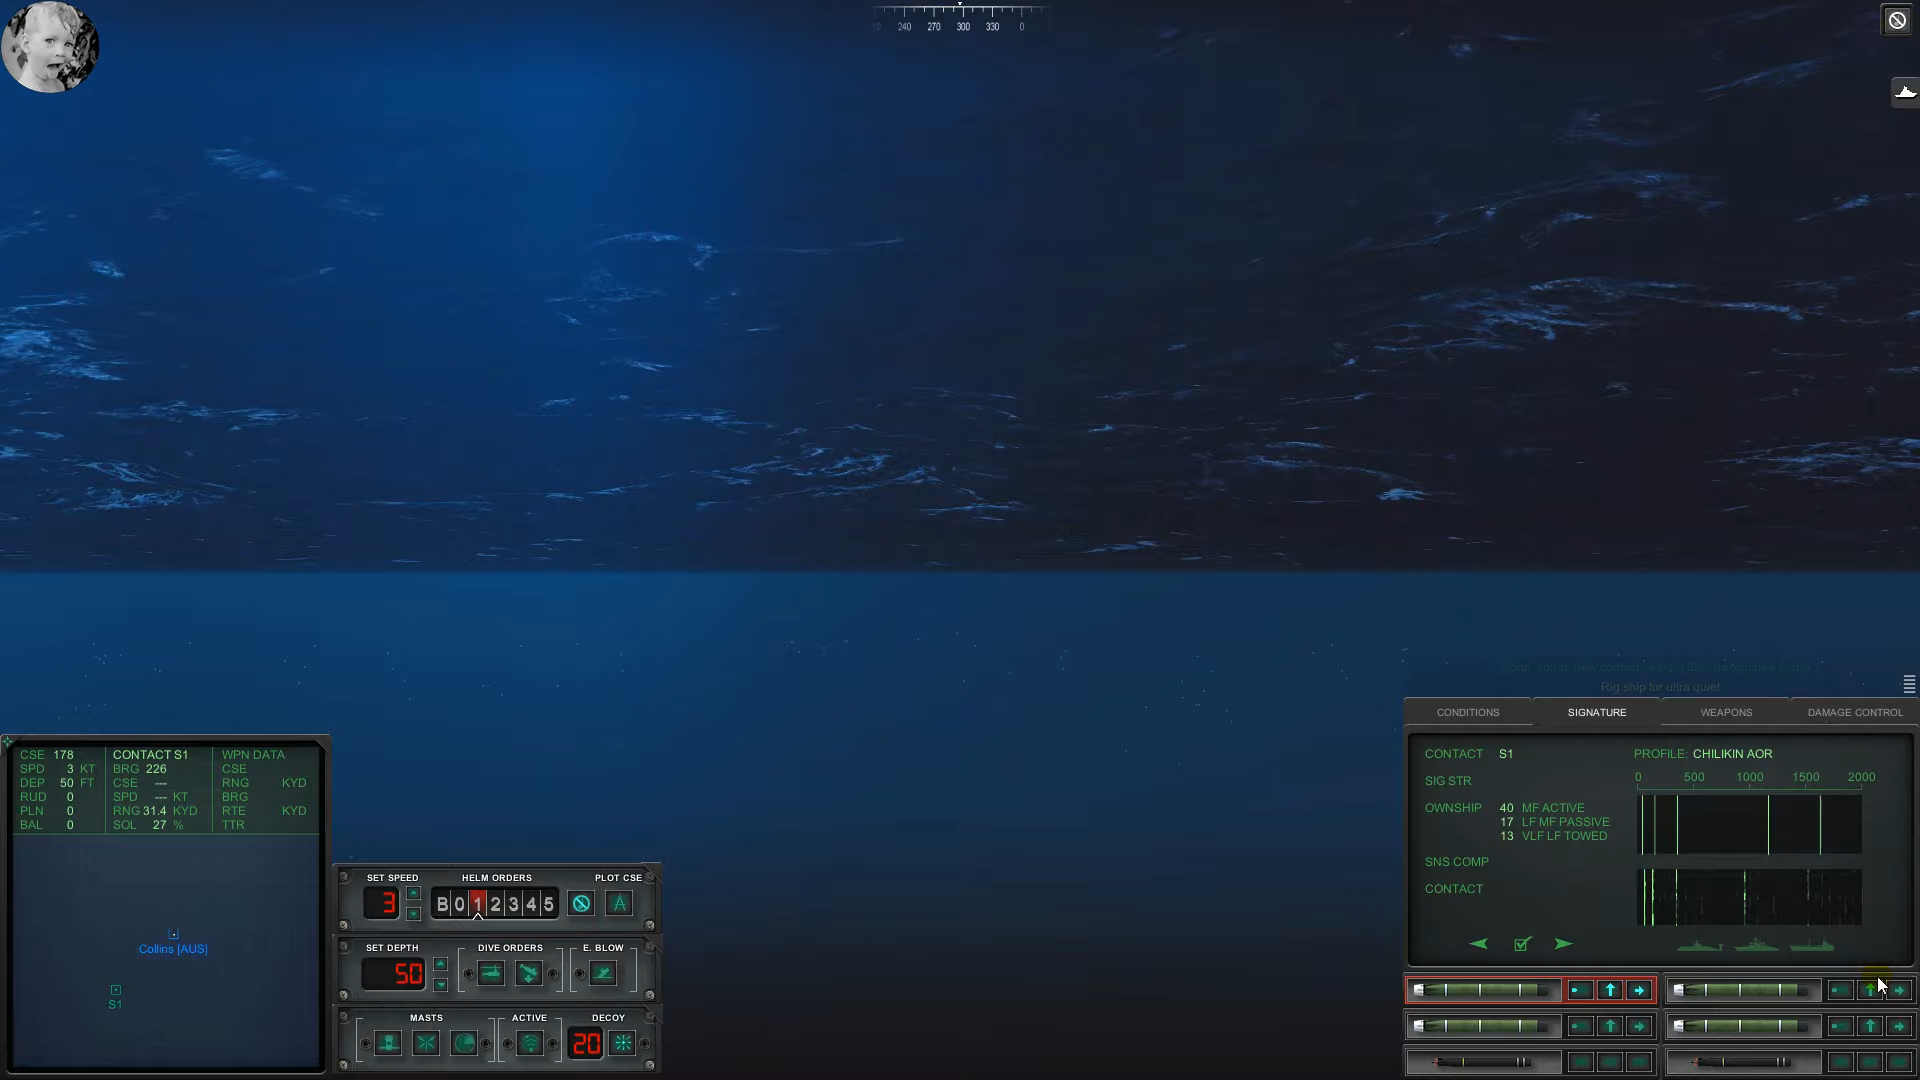 240 270 300 330 0
Rig ship for ultra quiet
CONDITIONS SIGNATURE WEAPONS DAMAGE CONTROL
CONTACT S1 PROFILE: CHILIKIN AOR
0 500 1000 1500 2000
SIG STR
OWNSHIP 40 MF ACTIVE
17 LF MF PASSIVE
13 VLF LF TOWED
SNS COMP
CONTACT
CSE 178 CONTACT S1 WPN DATA
SPD 3 KT BRG 226 CSE
DEP 50 FT CSE --- RNG KYD
RUD 0 SPD --- KT BRG
PLN 0 RNG 31.4 KYD RTE KYD
BAL 0 SOL 27 % TTR
Collins [AUS]
S1
SET SPEED HELM ORDERS PLOT CSE
3 B 0 1 2 3 4 5
SET DEPTH DIVE ORDERS E. BLOW
50
MASTS ACTIVE DECOY
20